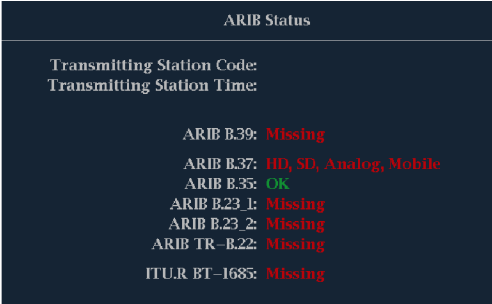 ARIB Status
Transmitting Station Code:
Transmitting Station Time:
ARIB B.39: Missing
ARIB B.37: HD, SD, Analog, Mobile
ARIB B.35: OK
ARIB B.23_1: Missing
ARIB B.23_2: Missing
ARIB TR-B.22: Missing
ITU.R BT-1685: Missing